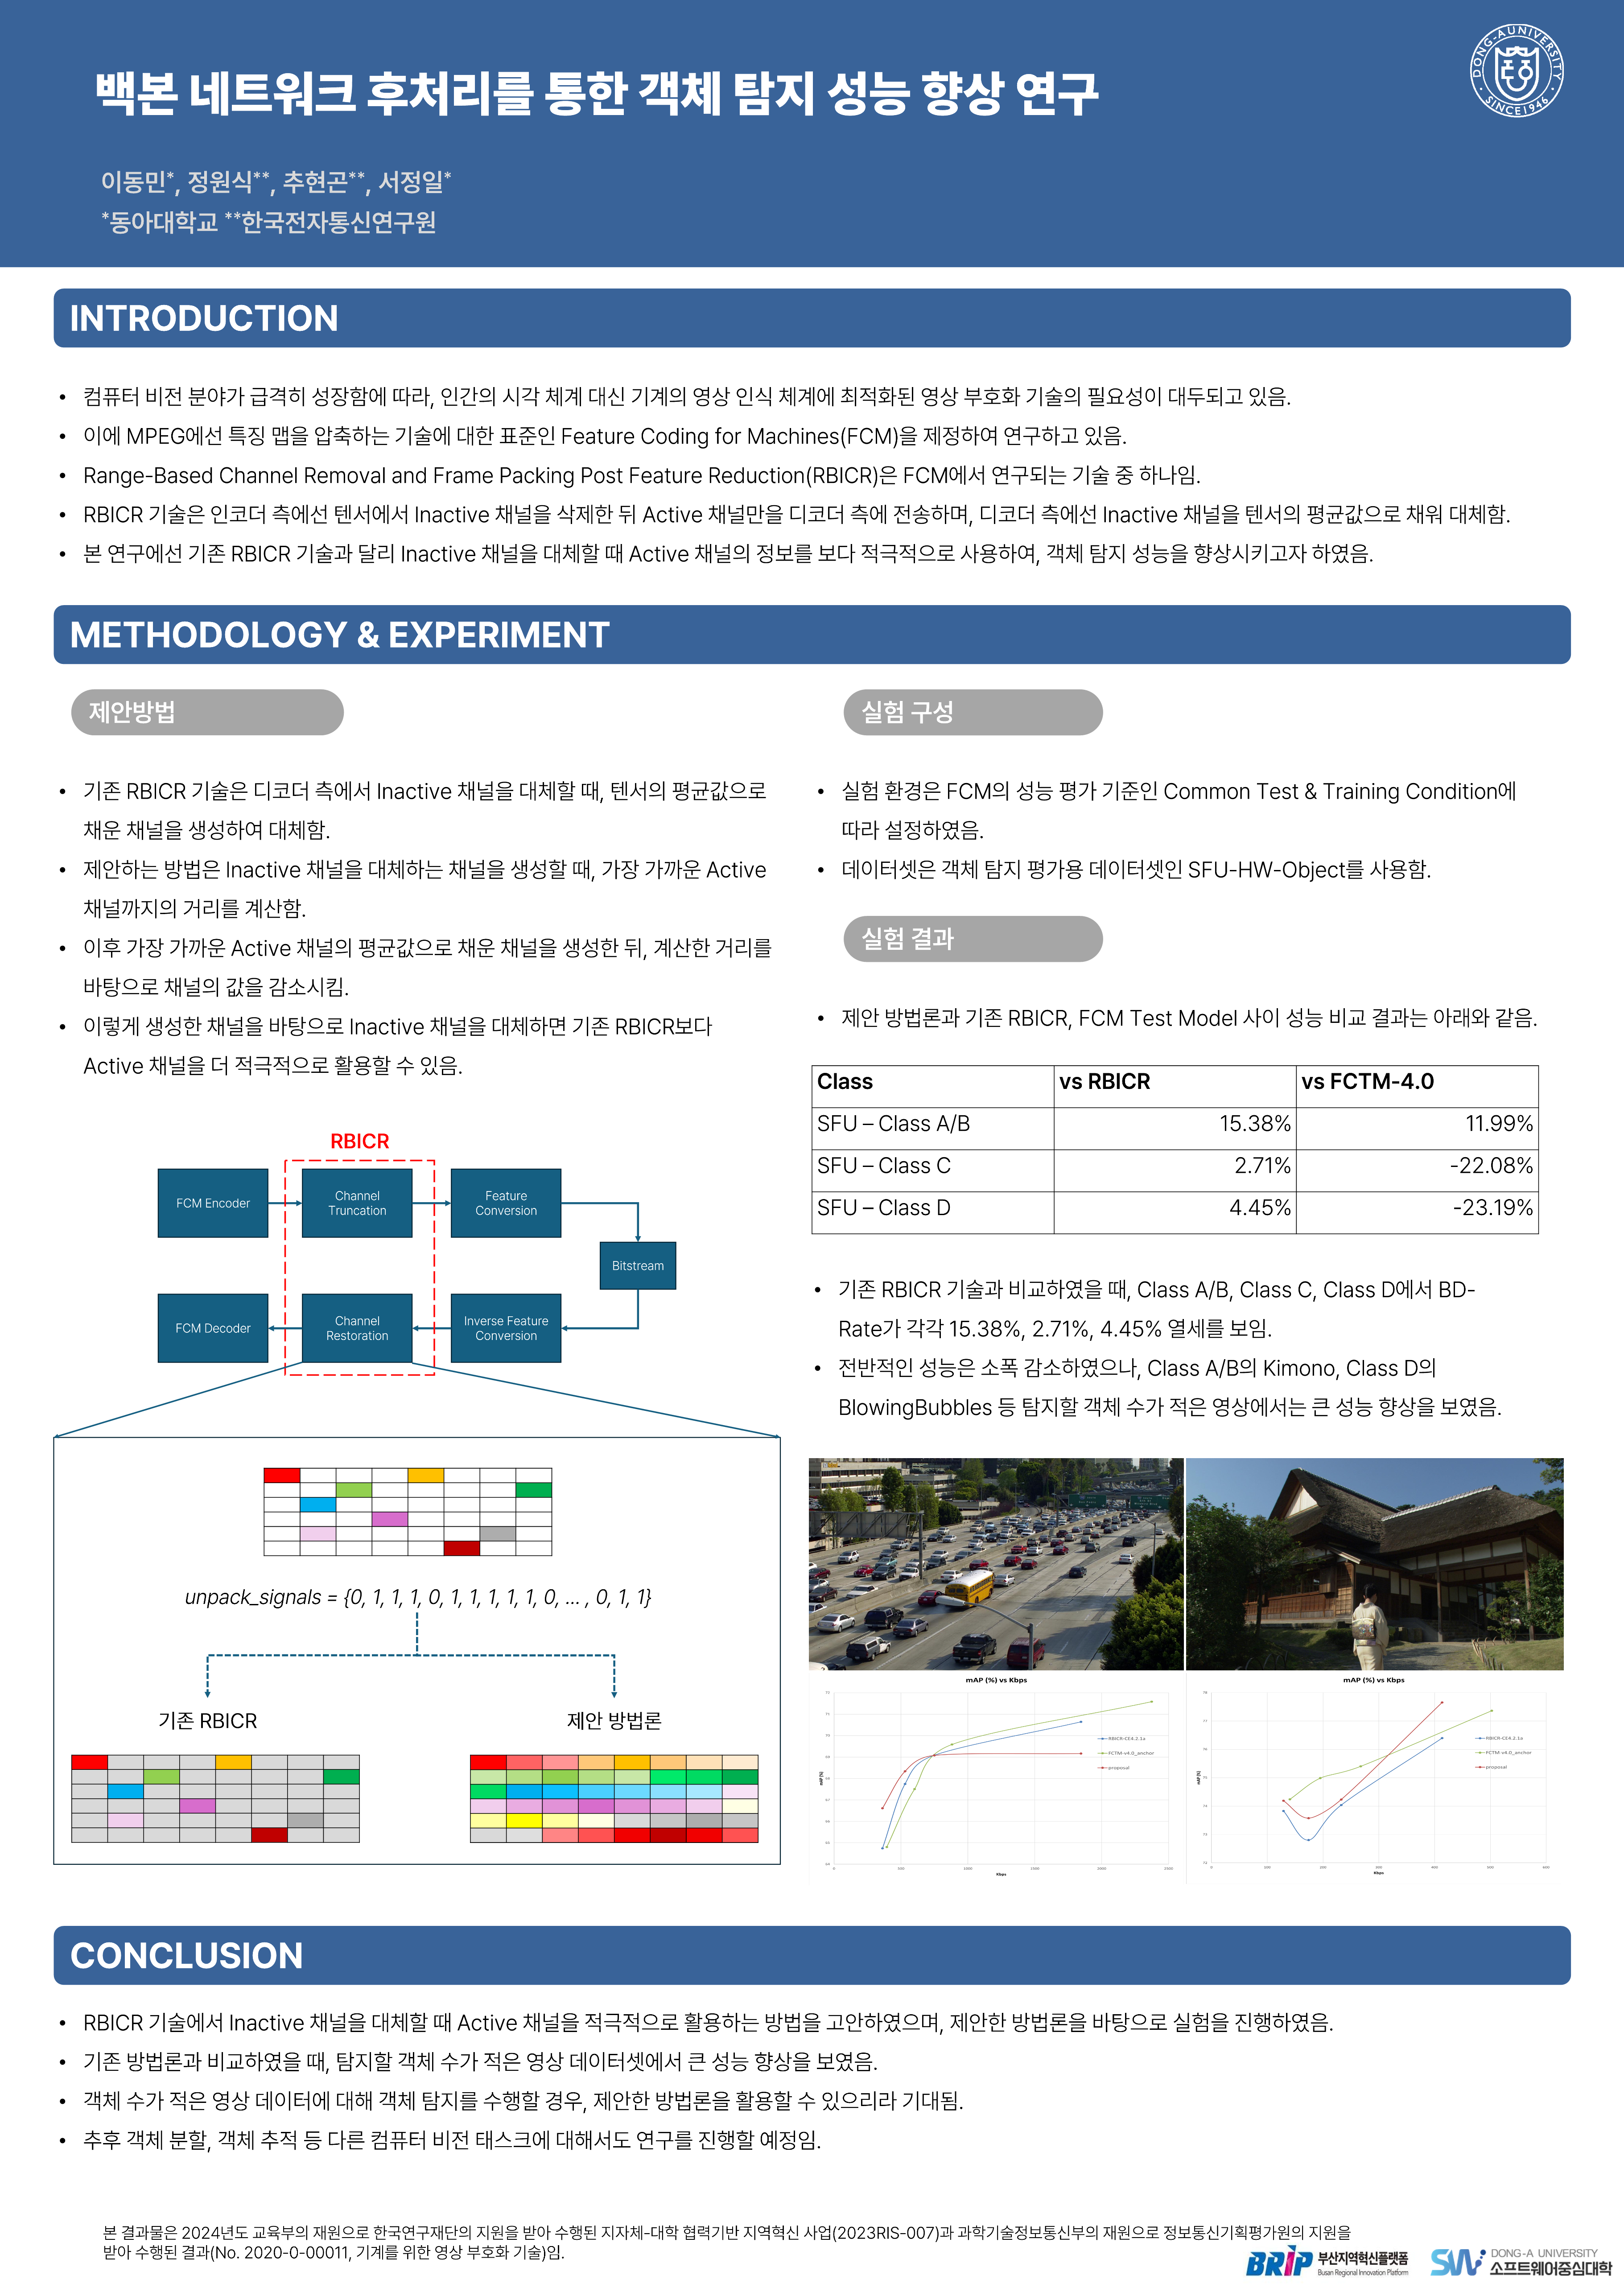 백본 네트워크 후처리를 통한 객체 탐지 성능 향상 연구
DONG-A UNIVERSITY
SINCE1946
이동민*, 정원식**, 추현곤**, 서정일*
*동아대학교 **한국전자통신연구원
INTRODUCTION
• 컴퓨터 비전 분야가 급격히 성장함에 따라, 인간의 시각 체계 대신 기계의 영상 인식 체계에 최적화된 영상 부호화 기술의 필요성이 대두되고 있음.
• 이에 MPEG에선 특징 맵을 압축하는 기술에 대한 표준인 Feature Coding for Machines(FCM)을 제정하여 연구하고 있음.
• Range-Based Channel Removal and Frame Packing Post Feature Reduction(RBICR)은 FCM에서 연구되는 기술 중 하나임.
• RBICR 기술은 인코더 측에선 텐서에서 Inactive 채널을 삭제한 뒤 Active 채널만을 디코더 측에 전송하며, 디코더 측에선 Inactive 채널을 텐서의 평균값으로 채워 대체함.
• 본 연구에선 기존 RBICR 기술과 달리 Inactive 채널을 대체할 때 Active 채널의 정보를 보다 적극적으로 사용하여, 객체 탐지 성능을 향상시키고자 하였음.
METHODOLOGY & EXPERIMENT
제안방법
• 기존 RBICR 기술은 디코더 측에서 Inactive 채널을 대체할 때, 텐서의 평균값으로
채운 채널을 생성하여 대체함.
• 제안하는 방법은 Inactive 채널을 대체하는 채널을 생성할 때, 가장 가까운 Active
채널까지의 거리를 계산함.
• 이후 가장 가까운 Active 채널의 평균값으로 채운 채널을 생성한 뒤, 계산한 거리를
바탕으로 채널의 값을 감소시킴.
• 이렇게 생성한 채널을 바탕으로 Inactive 채널을 대체하면 기존 RBICR보다
Active 채널을 더 적극적으로 활용할 수 있음.
RBICR
FCM Encoder
Channel
Truncation
Feature
Conversion
Bitstream
FCM Decoder
Channel
Restoration
Inverse Feature
Conversion
unpack_signals = {0, 1, 1, 1, 0, 1, 1, 1, 1, 1, 0, ... , 0, 1, 1}
기존 RBICR
제안 방법론
실험 구성
• 실험 환경은 FCM의 성능 평가 기준인 Common Test & Training Condition에
따라 설정하였음.
• 데이터셋은 객체 탐지 평가용 데이터셋인 SFU-HW-Object를 사용함.
실험 결과
• 제안 방법론과 기존 RBICR, FCM Test Model 사이 성능 비교 결과는 아래와 같음.
Class vs RBICR vs FCTM-4.0
SFU – Class A/B 15.38% 11.99%
SFU – Class C 2.71% -22.08%
SFU – Class D 4.45% -23.19%
• 기존 RBICR 기술과 비교하였을 때, Class A/B, Class C, Class D에서 BD-
Rate가 각각 15.38%, 2.71%, 4.45% 열세를 보임.
• 전반적인 성능은 소폭 감소하였으나, Class A/B의 Kimono, Class D의
BlowingBubbles 등 탐지할 객체 수가 적은 영상에서는 큰 성능 향상을 보였음.
mAP (%) vs Kbps
RBICR-CE4.2.1a
FCTM-v4.0_anchor
proposal
mAP (%)
0 500 1000 1500 2000 2500
Kbps
mAP (%) vs Kbps
RBICR-CE4.2.1a
FCTM-v4.0_anchor
proposal
mAP (%)
0 100 200 300 400 500 600
Kbps
CONCLUSION
• RBICR 기술에서 Inactive 채널을 대체할 때 Active 채널을 적극적으로 활용하는 방법을 고안하였으며, 제안한 방법론을 바탕으로 실험을 진행하였음.
• 기존 방법론과 비교하였을 때, 탐지할 객체 수가 적은 영상 데이터셋에서 큰 성능 향상을 보였음.
• 객체 수가 적은 영상 데이터에 대해 객체 탐지를 수행할 경우, 제안한 방법론을 활용할 수 있으리라 기대됨.
• 추후 객체 분할, 객체 추적 등 다른 컴퓨터 비전 태스크에 대해서도 연구를 진행할 예정임.
본 결과물은 2024년도 교육부의 재원으로 한국연구재단의 지원을 받아 수행된 지자체-대학 협력기반 지역혁신 사업(2023RIS-007)과 과학기술정보통신부의 재원으로 정보통신기획평가원의 지원을
받아 수행된 결과(No. 2020-0-00011, 기계를 위한 영상 부호화 기술)임.
BRIP 부산지역혁신플랫폼
Busan Regional Innovation Platform
SW DONG-A UNIVERSITY
소프트웨어중심대학